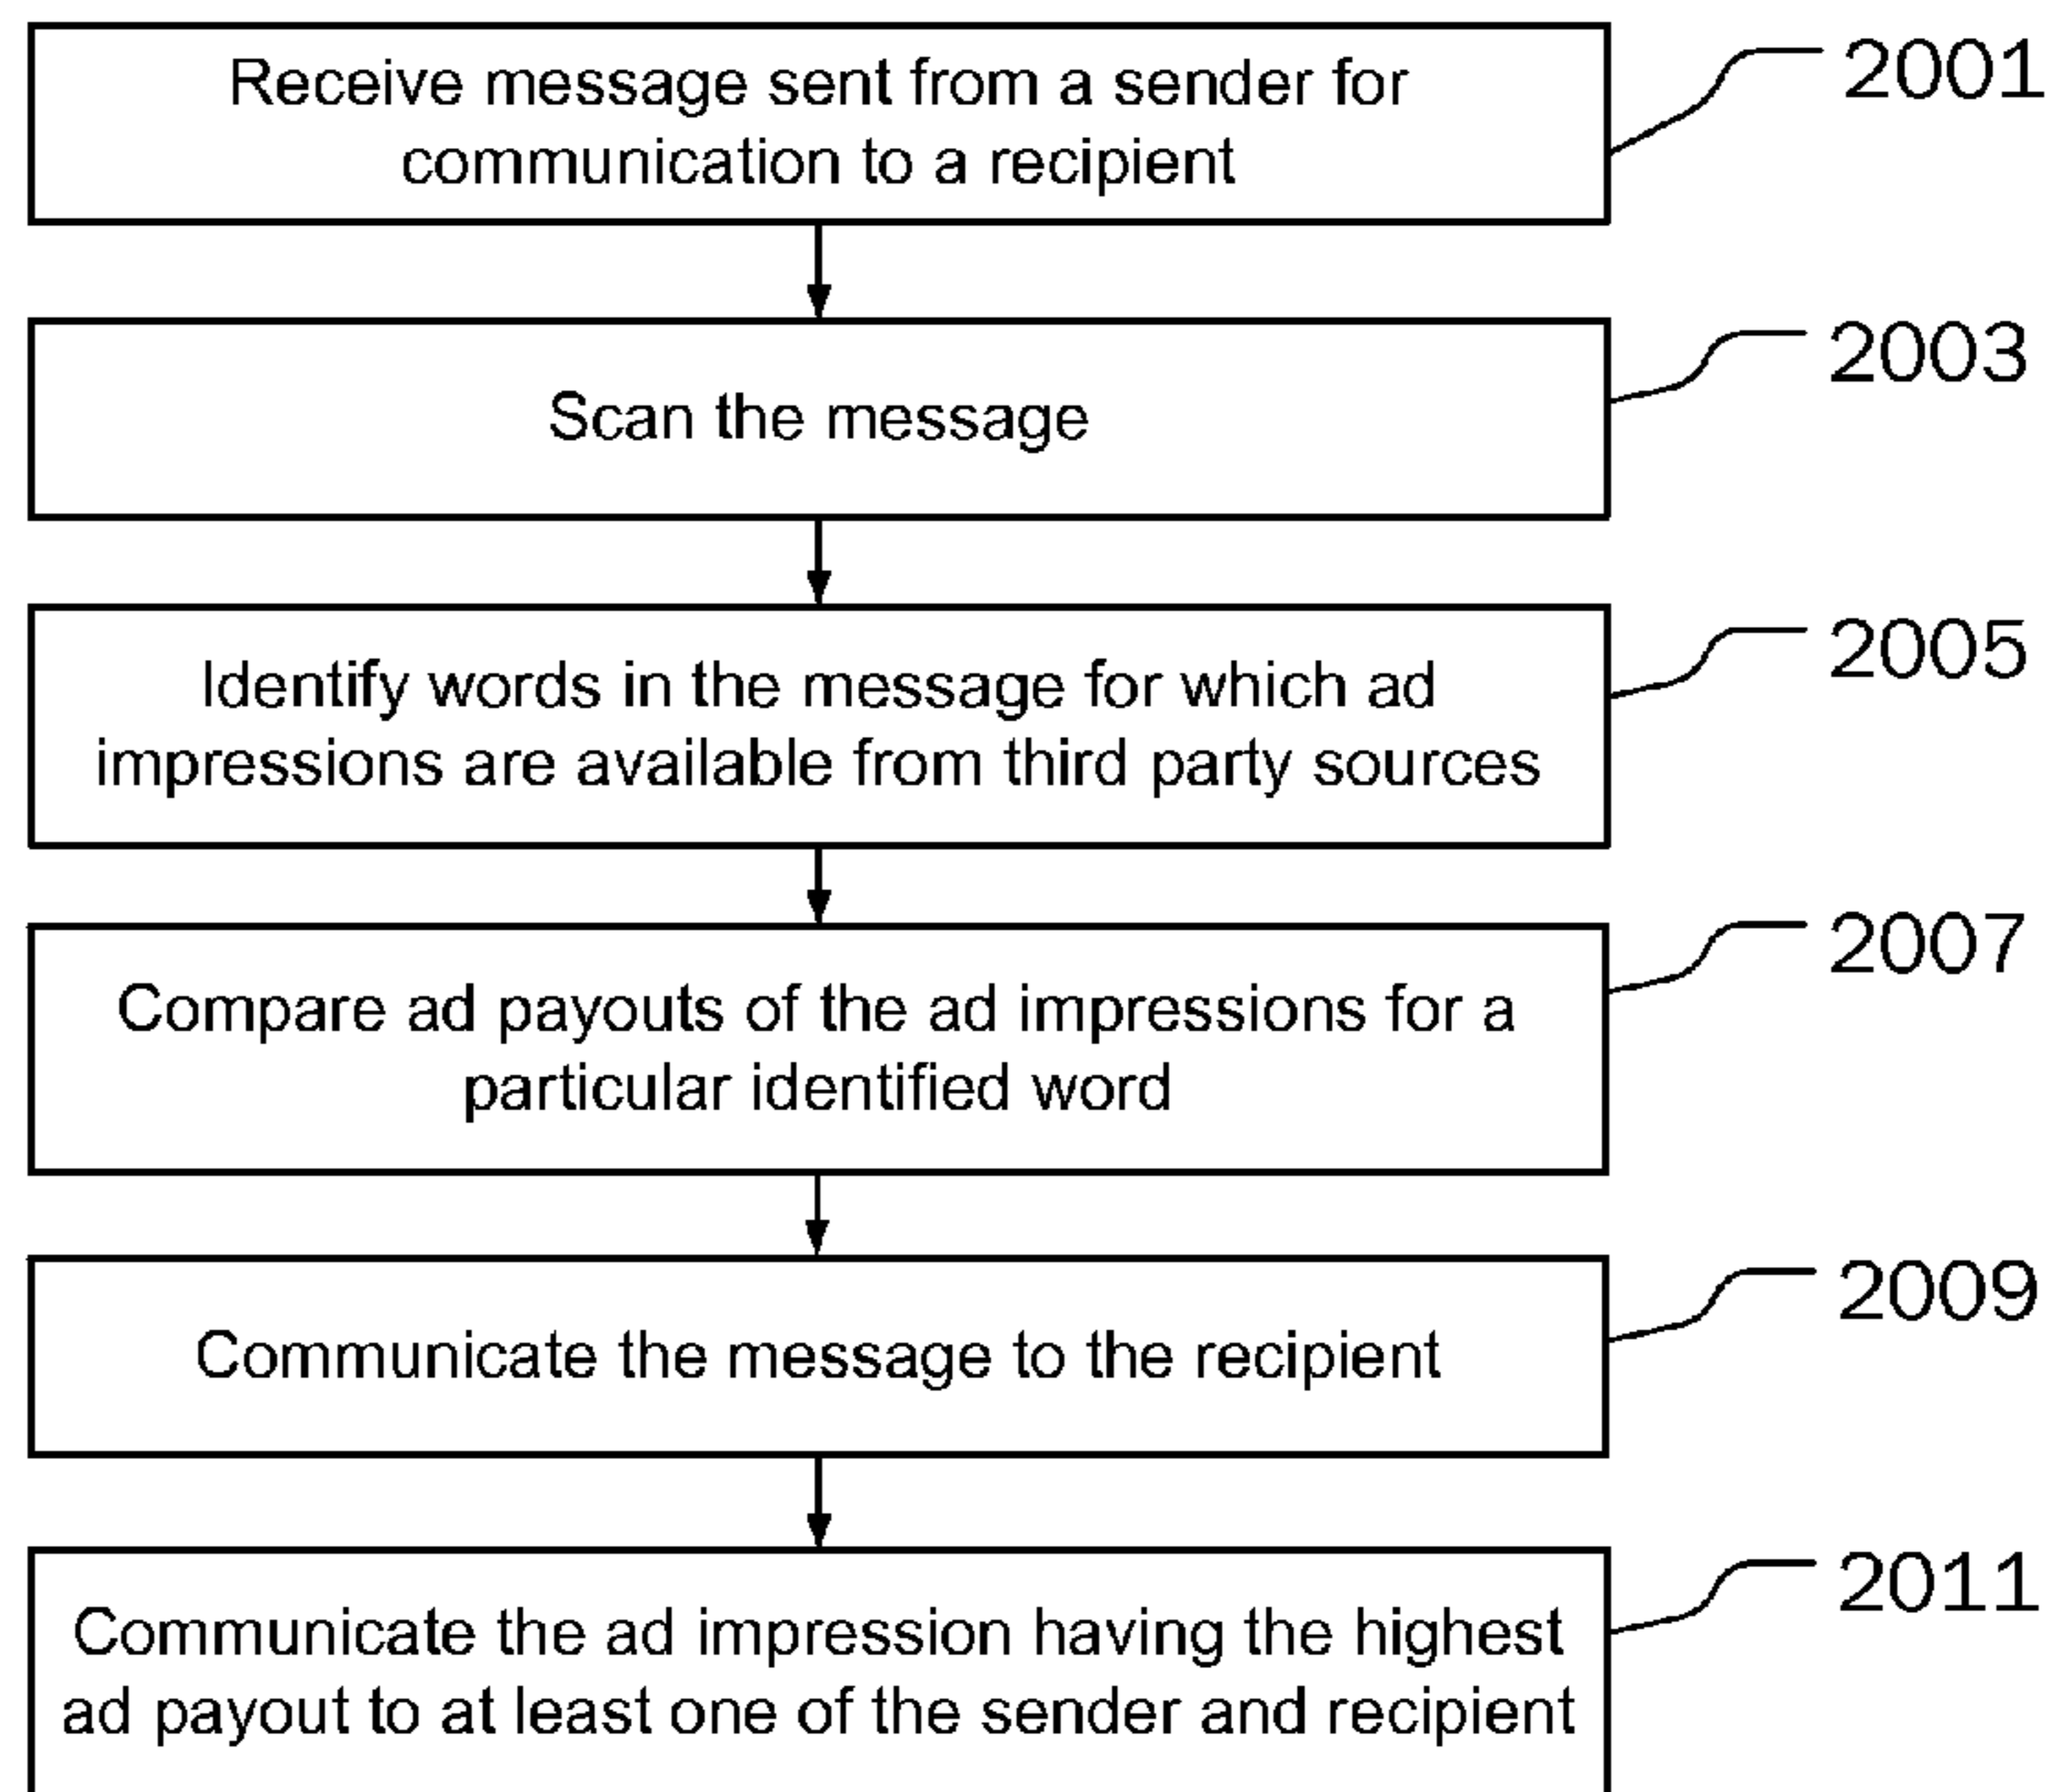 Receive message sent from a sender for
communication to a recipient
2001
Scan the message
2003
Identify words in the message for which ad
impressions are available from third party sources
2005
Compare ad payouts of the ad impressions for a
particular identified word
2007
Communicate the message to the recipient
2009
Communicate the ad impression having the highest
ad payout to at least one of the sender and recipient
2011